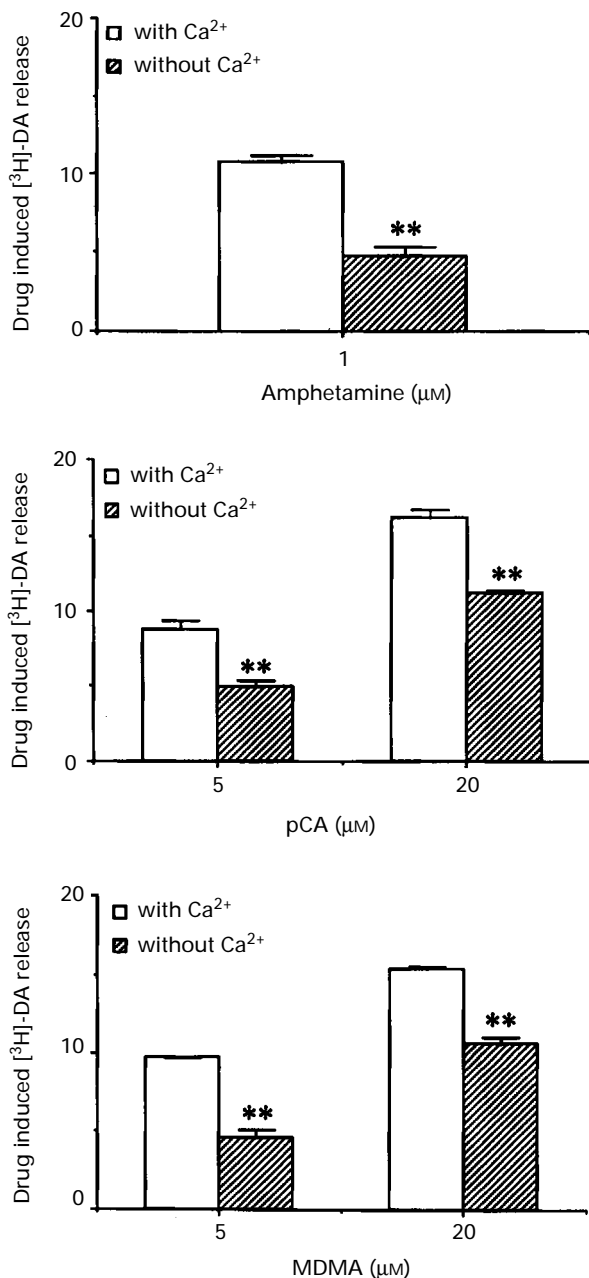 20
with Ca²⁺
without Ca²⁺
10
**
0
1
Drug induced [³H]-DA release
Amphetamine (μM)
20
with Ca²⁺
without Ca²⁺
**
10
**
0
5
20
Drug induced [³H]-DA release
pCA (μM)
20
with Ca²⁺
without Ca²⁺
**
10
**
0
5
20
Drug induced [³H]-DA release
MDMA (μM)